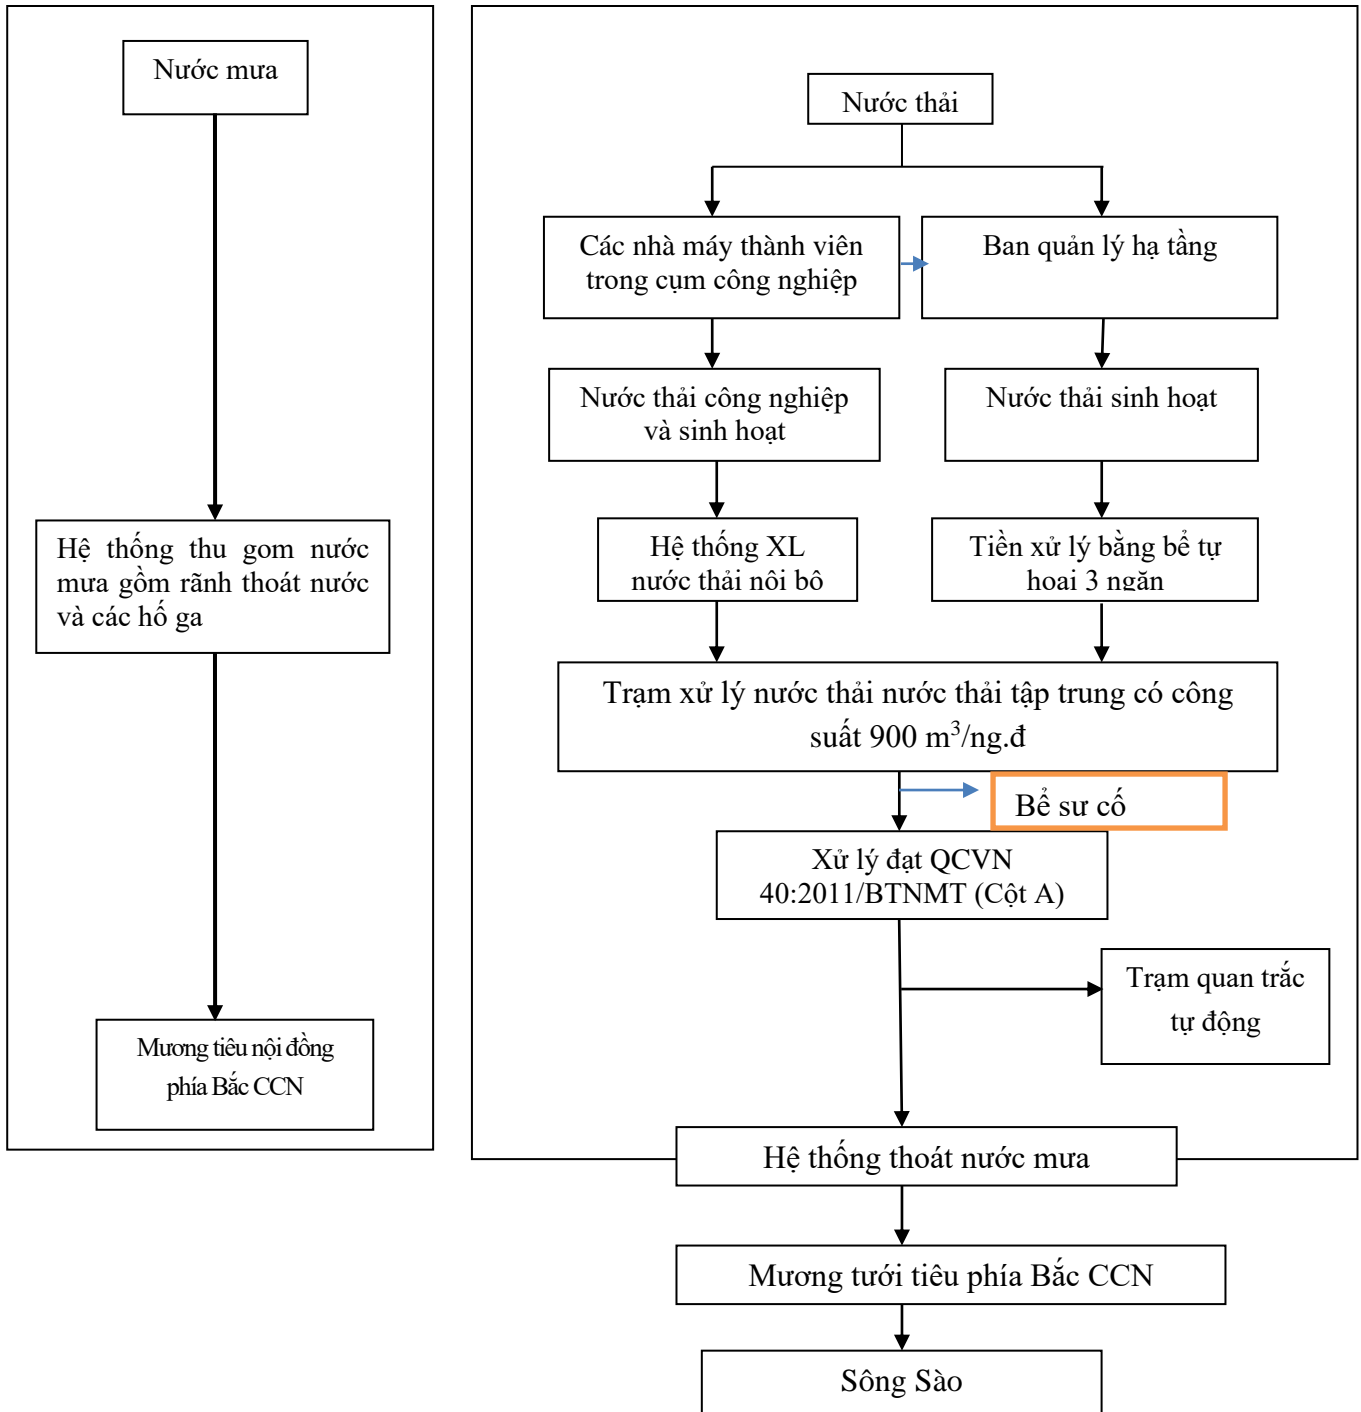 Nước mưa
Hệ thống thu gom nước
mưa gồm rãnh thoát nước
và các hố ga
Mương tiêu nội đồng
phía Bắc CCN
Nước thải
Các nhà máy thành viên
trong cụm công nghiệp
Ban quản lý hạ tầng
Nước thải công nghiệp
và sinh hoạt
Nước thải sinh hoạt
Hệ thống XL
nước thải nôi bô
Tiền xử lý bằng bể tự
hoai 3 ngăn
Trạm xử lý nước thải nước thải tập trung có công
suất 900 m³/ng.đ
Bể sư cố
Xử lý đạt QCVN
40:2011/BTNMT (Cột A)
Trạm quan trắc
tự động
Hệ thống thoát nước mưa
Mương tưới tiêu phía Bắc CCN
Sông Sào